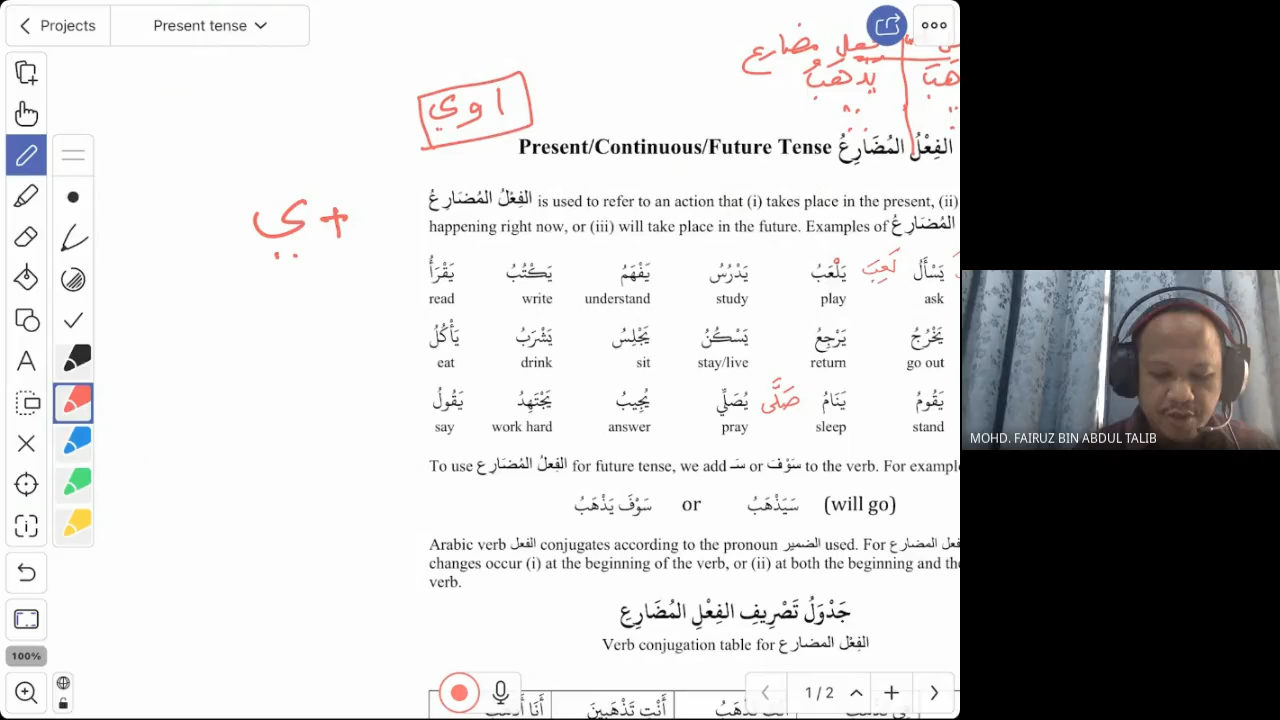 Projects
Present tense
فعل مضارع
يَذْهَبُ
ا و ي
Present/Continuous/Future Tense الفِعْلُ المُضَارِعُ
+ ي
الفِعْلُ المُضَارِعُ is used to refer to an action that (i) takes place in the present, (ii)
happening right now, or (iii) will take place in the future. Examples of المُضَارِعُ
يَقْرَأُ يَكْتُبُ يَفْهَمُ يَدْرُسُ يَلْعَبُ لَعِبَ يَسْأَلُ
read write understand study play ask
يَأْكُلُ يَشْرَبُ يَجْلِسُ يَسْكُنُ يَرْجِعُ يَخْرُجُ
eat drink sit stay/live return go out
يَقُولُ يَجْتَهِدُ يُجِيبُ يُصَلِّي صَلَّى يَنَامُ يَقُومُ
say work hard answer pray sleep stand
To use الفِعلُ المُضَارِعُ for future tense, we add سَـ or سَوْفَ to the verb. For example
سَوْفَ يَذْهَبُ or سَيَذْهَبُ (will go)
Arabic verb الفعل conjugates according to the pronoun الضمير used. For الفعل المضارع
changes occur (i) at the beginning of the verb, or (ii) at both the beginning and the
verb.
جَدْوَلُ تَصْرِيفِ الفِعْلِ المُضَارِعِ
Verb conjugation table for الفِعْل المضارع
أَنْتِ تَذْهَبِينَ
100%
1 / 2
MOHD. FAIRUZ BIN ABDUL TALIB